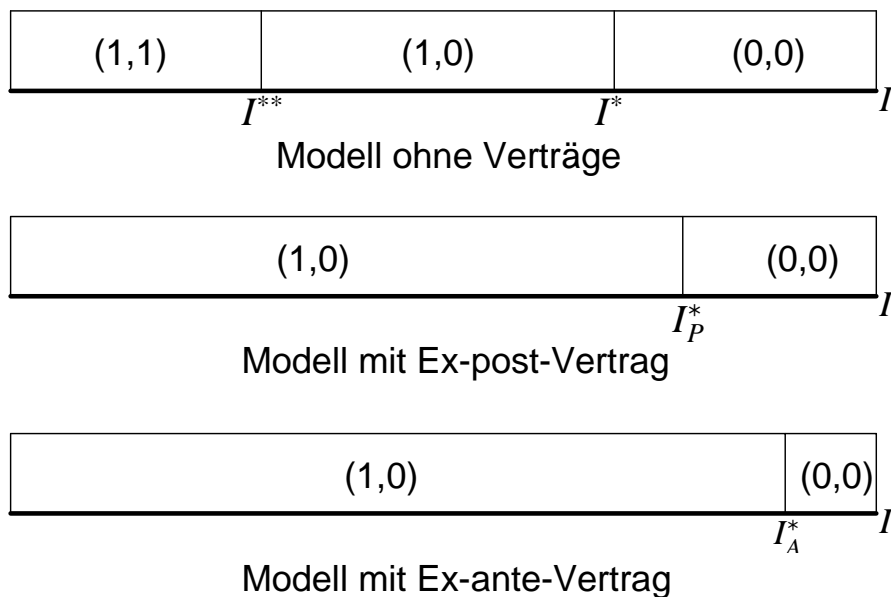 (1,1) (1,0) (0,0)
I** I* I
Modell ohne Verträge
(1,0) (0,0)
I*P I
Modell mit Ex-post-Vertrag
(1,0) (0,0)
I*A I
Modell mit Ex-ante-Vertrag